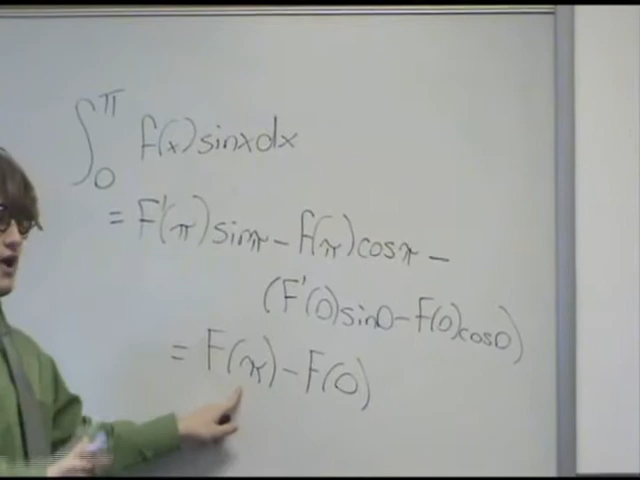 ∫₀^π f(x) sinx dx
= F'(π) sinπ - f(π) cosπ -
(F'(0) sin0 - F(0) cos0)
= F(π) - F(0)